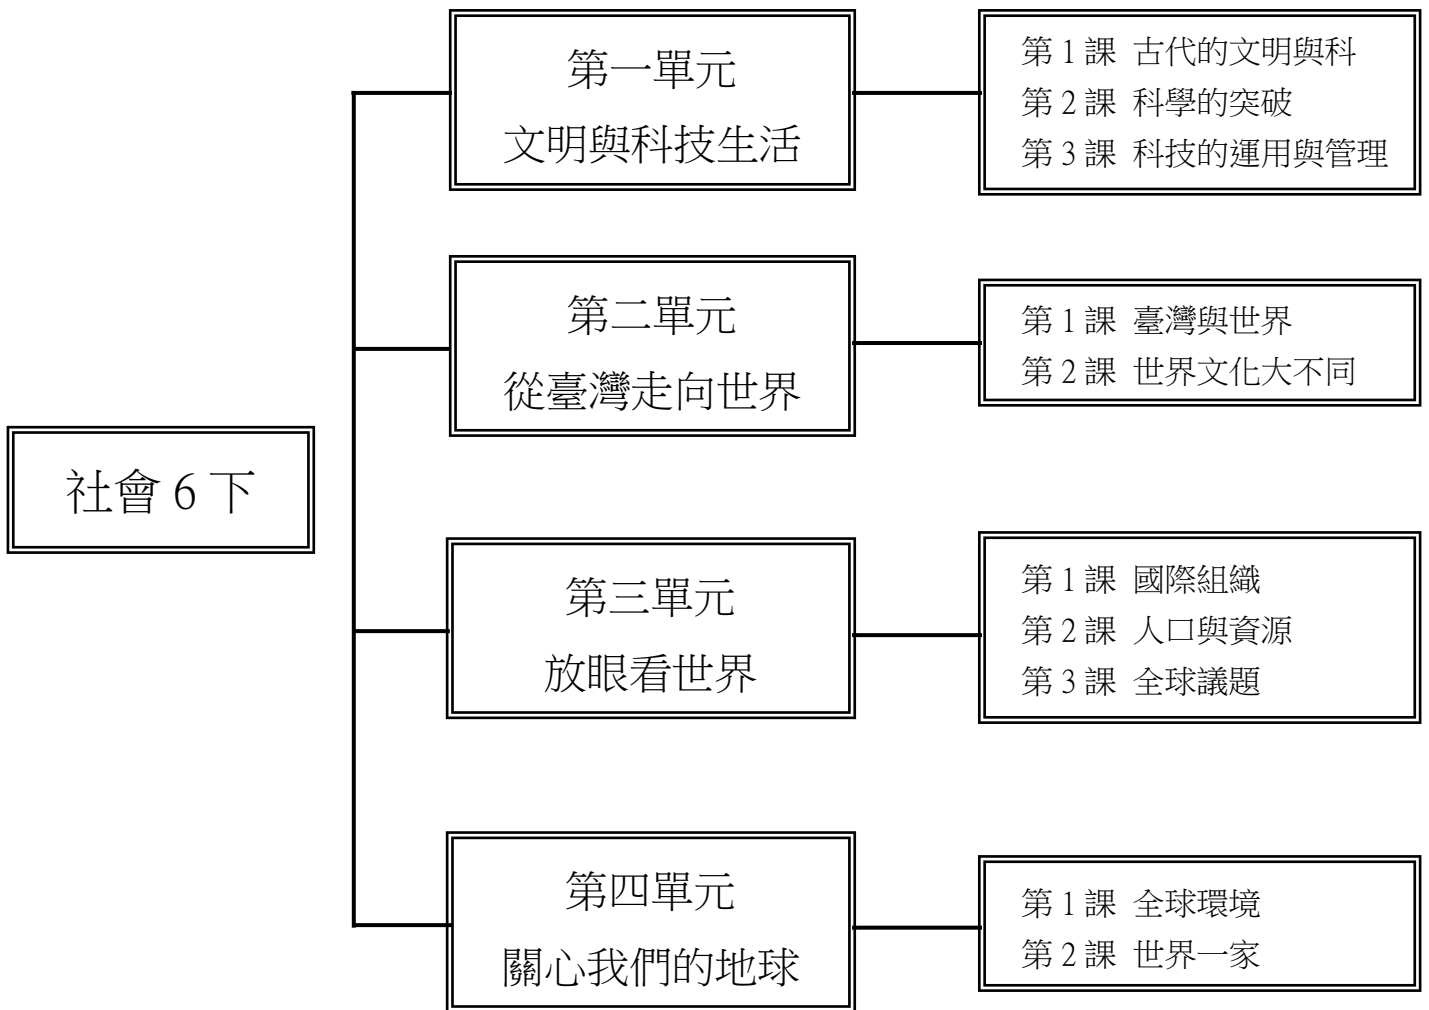 社會 6 下
第一單元
文明與科技生活
第 1 課 古代的文明與科
第 2 課 科學的突破
第 3 課 科技的運用與管理
第二單元
從臺灣走向世界
第 1 課 臺灣與世界
第 2 課 世界文化大不同
第三單元
放眼看世界
第 1 課 國際組織
第 2 課 人口與資源
第 3 課 全球議題
第四單元
關心我們的地球
第 1 課 全球環境
第 2 課 世界一家